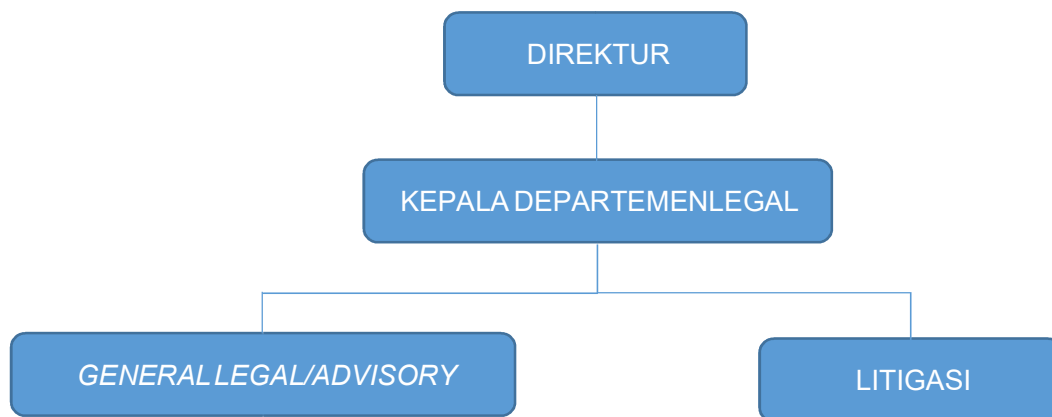 DIREKTUR
KEPALA DEPARTEMENLEGAL
GENERAL LEGAL/ADVISORY
LITIGASI